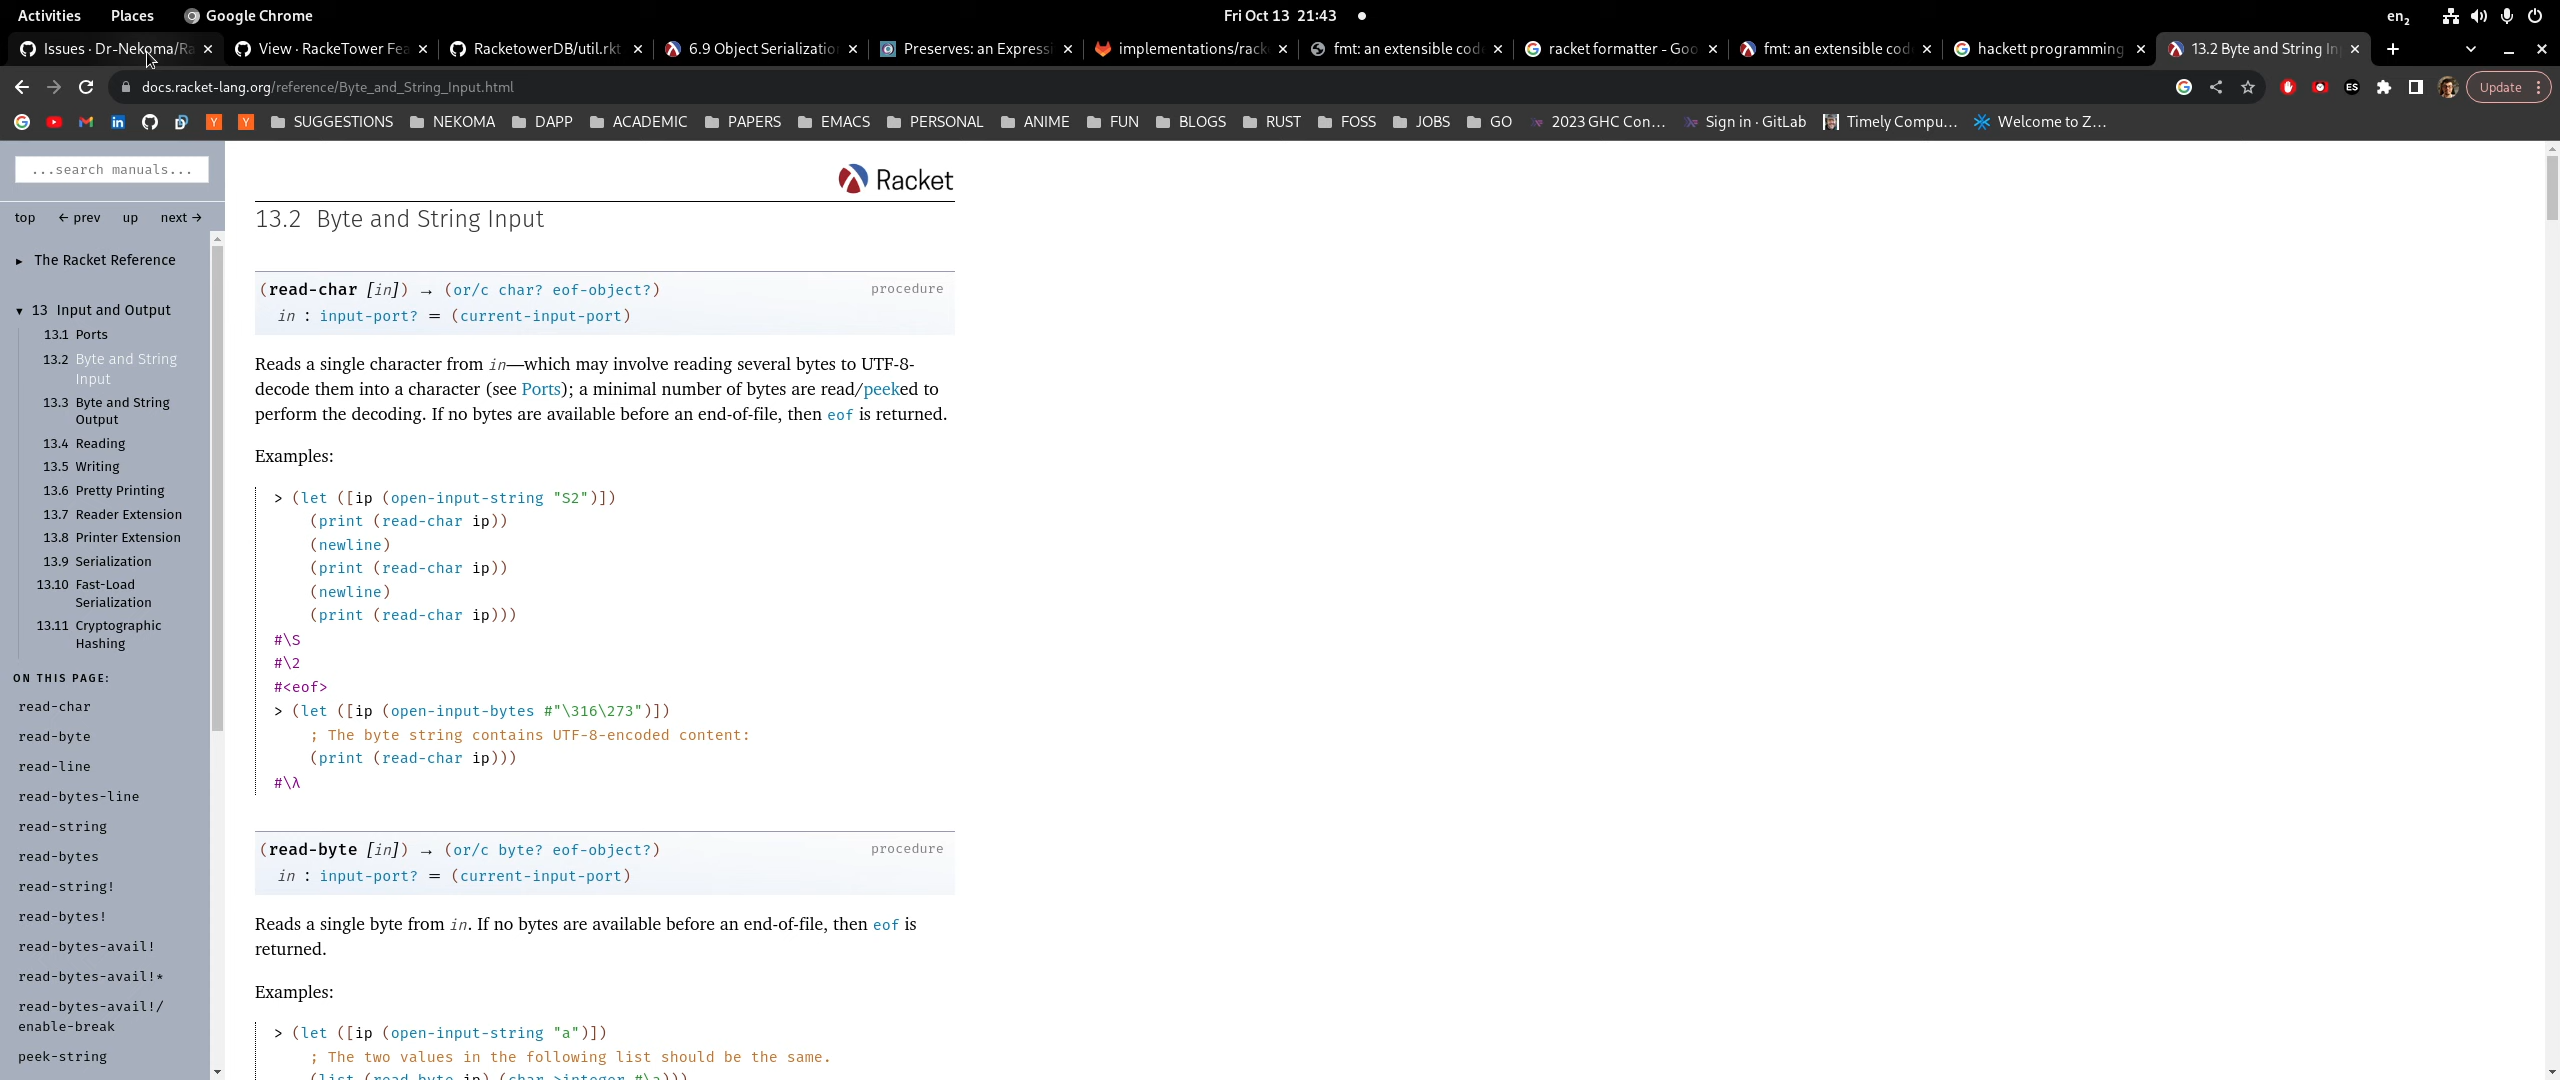 Activities Places Google Chrome Fri Oct 13 21:43 en₂
Issues · Dr-Nekoma/Ra View · RackeTower Fea RacketowerDB/util.rkt 6.9 Object Serializatio Preserves: an Expressi implementations/racke fmt: an extensible cod racket formatter - Goo fmt: an extensible cod hackett programming 13.2 Byte and String In
docs.racket-lang.org/reference/Byte_and_String_Input.html ES Update
SUGGESTIONS NEKOMA DAPP ACADEMIC PAPERS EMACS PERSONAL ANIME FUN BLOGS RUST FOSS JOBS GO 2023 GHC Con... Sign in · GitLab Timely Compu... Welcome to Z...
...search manuals...
top ← prev up next →
▸ The Racket Reference
▾ 13 Input and Output
13.1 Ports
13.2 Byte and String
Input
13.3 Byte and String
Output
13.4 Reading
13.5 Writing
13.6 Pretty Printing
13.7 Reader Extension
13.8 Printer Extension
13.9 Serialization
13.10 Fast-Load
Serialization
13.11 Cryptographic
Hashing
ON THIS PAGE:
read-char
read-byte
read-line
read-bytes-line
read-string
read-bytes
read-string!
read-bytes!
read-bytes-avail!
read-bytes-avail!*
read-bytes-avail!/
enable-break
peek-string
Racket
13.2 Byte and String Input
(read-char [in]) → (or/c char? eof-object?) procedure
in : input-port? = (current-input-port)
Reads a single character from in—which may involve reading several bytes to UTF-8-
decode them into a character (see Ports); a minimal number of bytes are read/peeked to
perform the decoding. If no bytes are available before an end-of-file, then eof is returned.
Examples:
> (let ([ip (open-input-string "S2")])
(print (read-char ip))
(newline)
(print (read-char ip))
(newline)
(print (read-char ip)))
#\S
#\2
#<eof>
> (let ([ip (open-input-bytes #"\316\273")])
; The byte string contains UTF-8-encoded content:
(print (read-char ip)))
#\λ
(read-byte [in]) → (or/c byte? eof-object?) procedure
in : input-port? = (current-input-port)
Reads a single byte from in. If no bytes are available before an end-of-file, then eof is
returned.
Examples:
> (let ([ip (open-input-string "a")])
; The two values in the following list should be the same.
(list (read-byte ip) (char->integer #\a)))